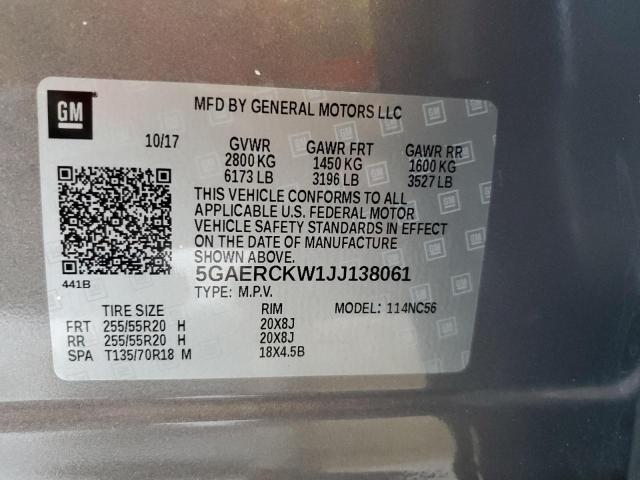 GM
MFD BY GENERAL MOTORS LLC
10/17 GVWR GAWR FRT GAWR RR
2800 KG 1450 KG 1600 KG
6173 LB 3196 LB 3527 LB
THIS VEHICLE CONFORMS TO ALL
APPLICABLE U.S. FEDERAL MOTOR
VEHICLE SAFETY STANDARDS IN EFFECT
ON THE DATE OF MANUFACTURE
SHOWN ABOVE.
441B
5GAERCKW1JJ138061
TYPE: M.P.V. MODEL: 114NC56
TIRE SIZE RIM
FRT 255/55R20 H 20X8J
RR 255/55R20 H 20X8J
SPA T135/70R18 M 18X4.5B